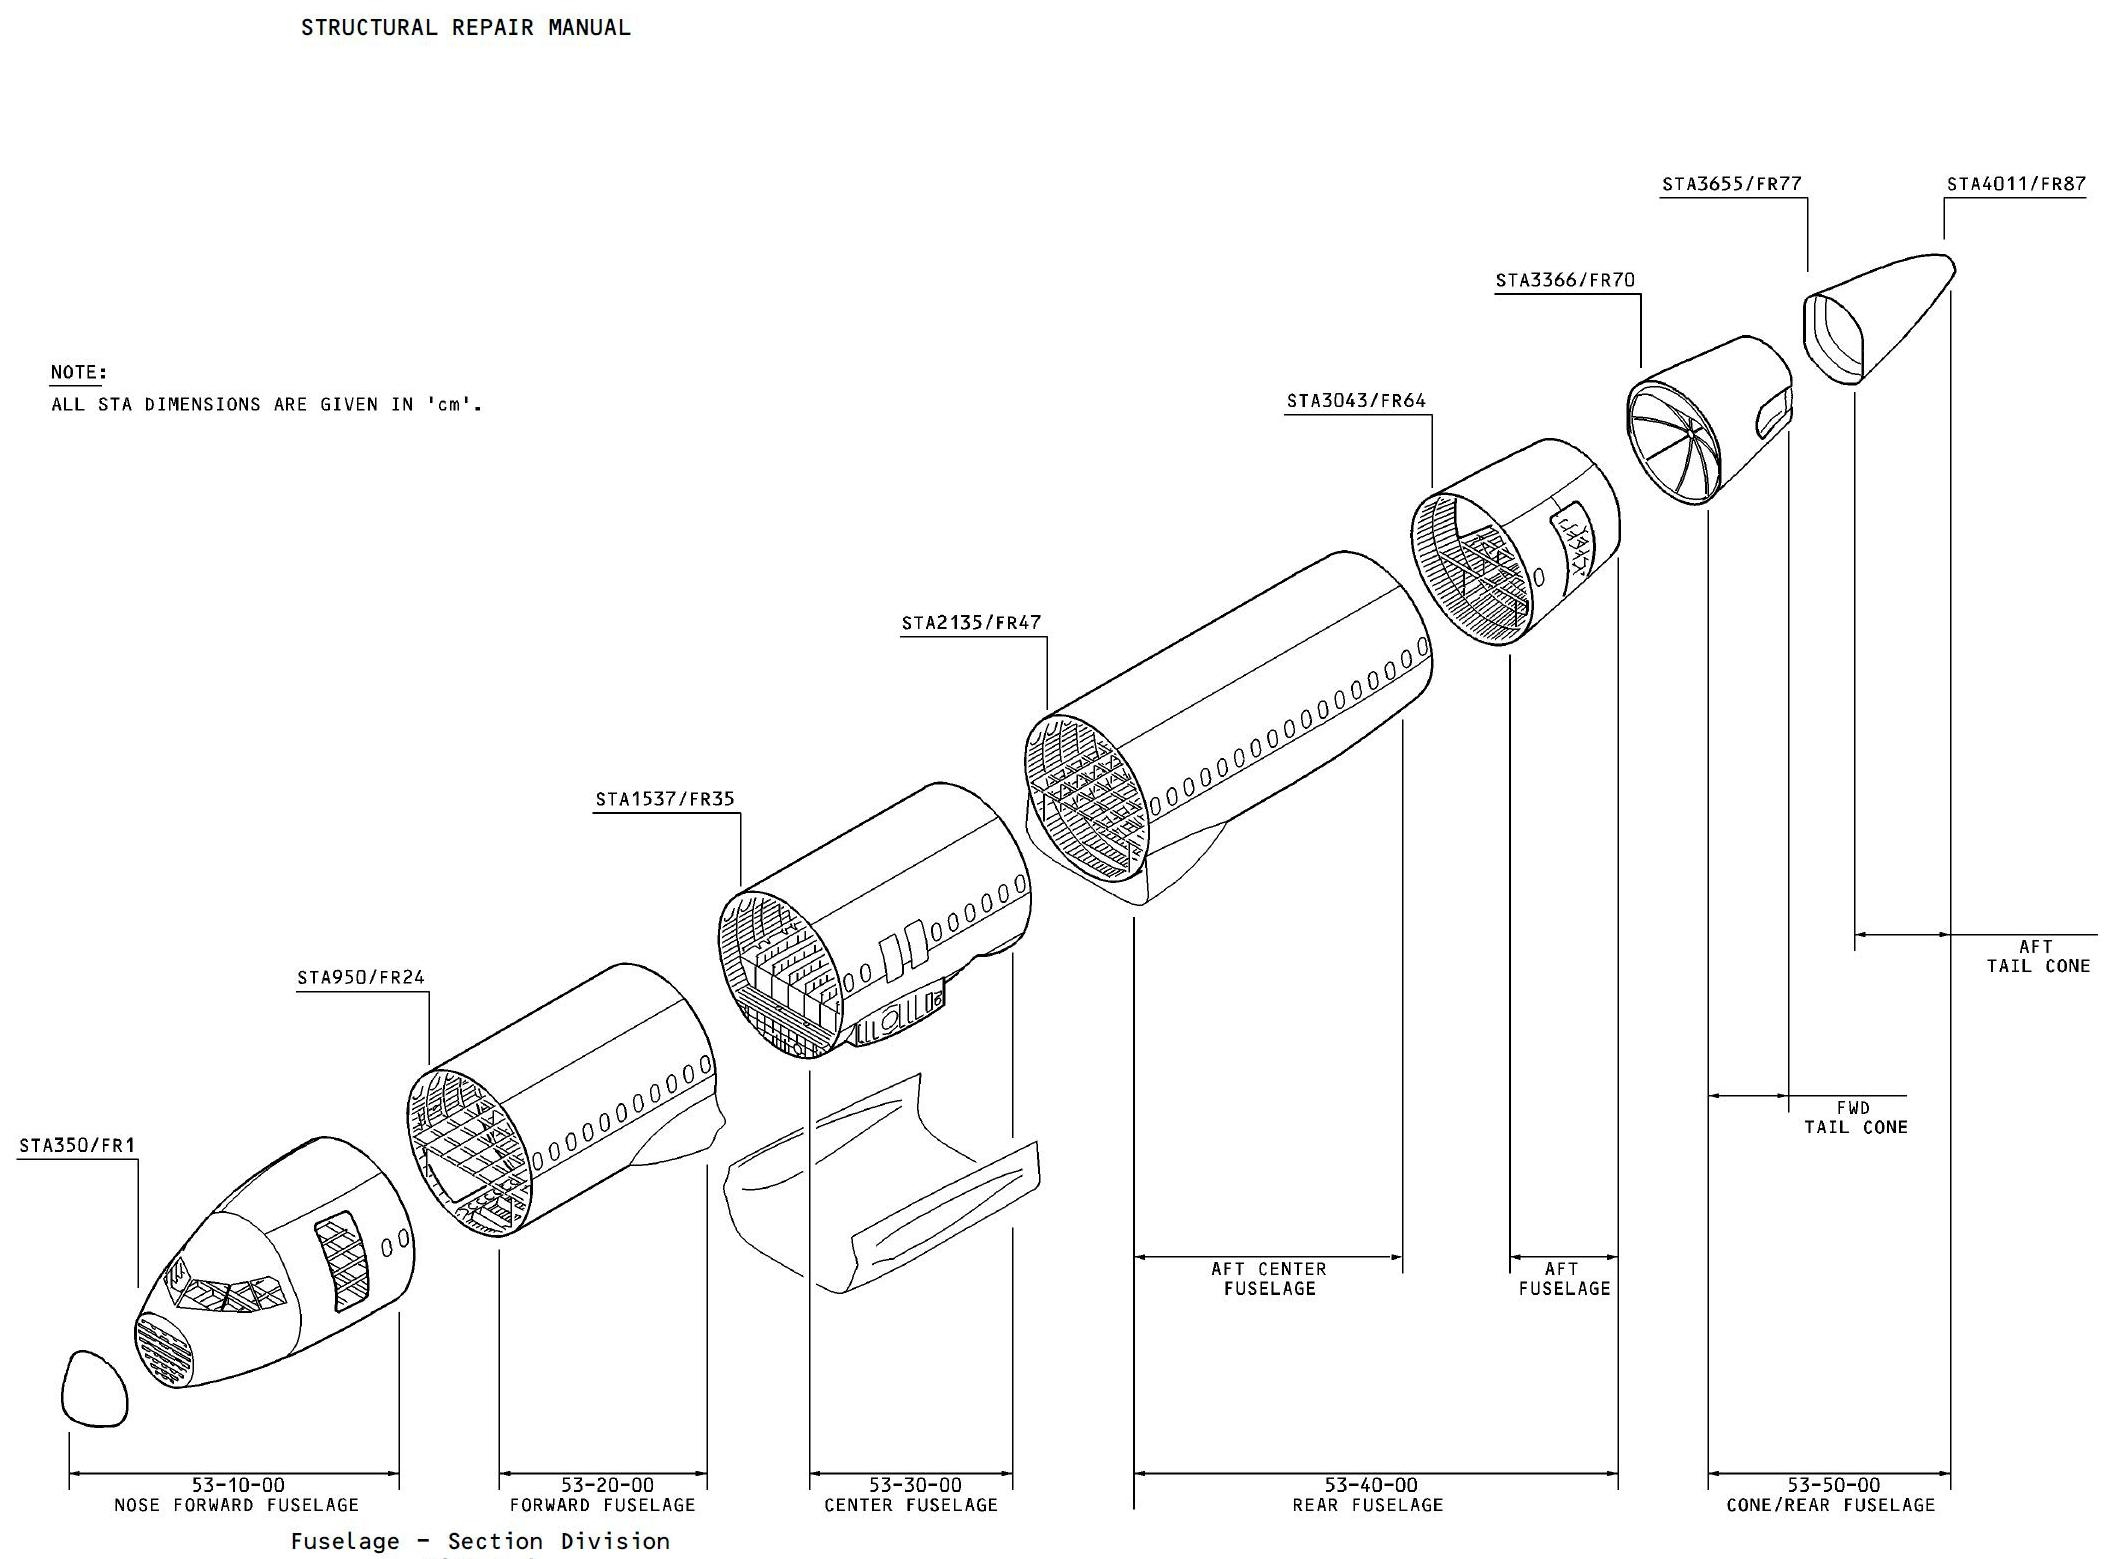 STRUCTURAL REPAIR MANUAL
STA3655/FR77
STA4011/FR87
STA3366/FR70
NOTE:
ALL STA DIMENSIONS ARE GIVEN IN 'cm'.
STA3043/FR64
STA2135/FR47
STA1537/FR35
STA950/FR24
STA350/FR1
AFT
TAIL CONE
FWD
TAIL CONE
AFT CENTER
FUSELAGE
AFT
FUSELAGE
53-10-00
NOSE FORWARD FUSELAGE
53-20-00
FORWARD FUSELAGE
53-30-00
CENTER FUSELAGE
53-40-00
REAR FUSELAGE
53-50-00
CONE/REAR FUSELAGE
Fuselage - Section Division